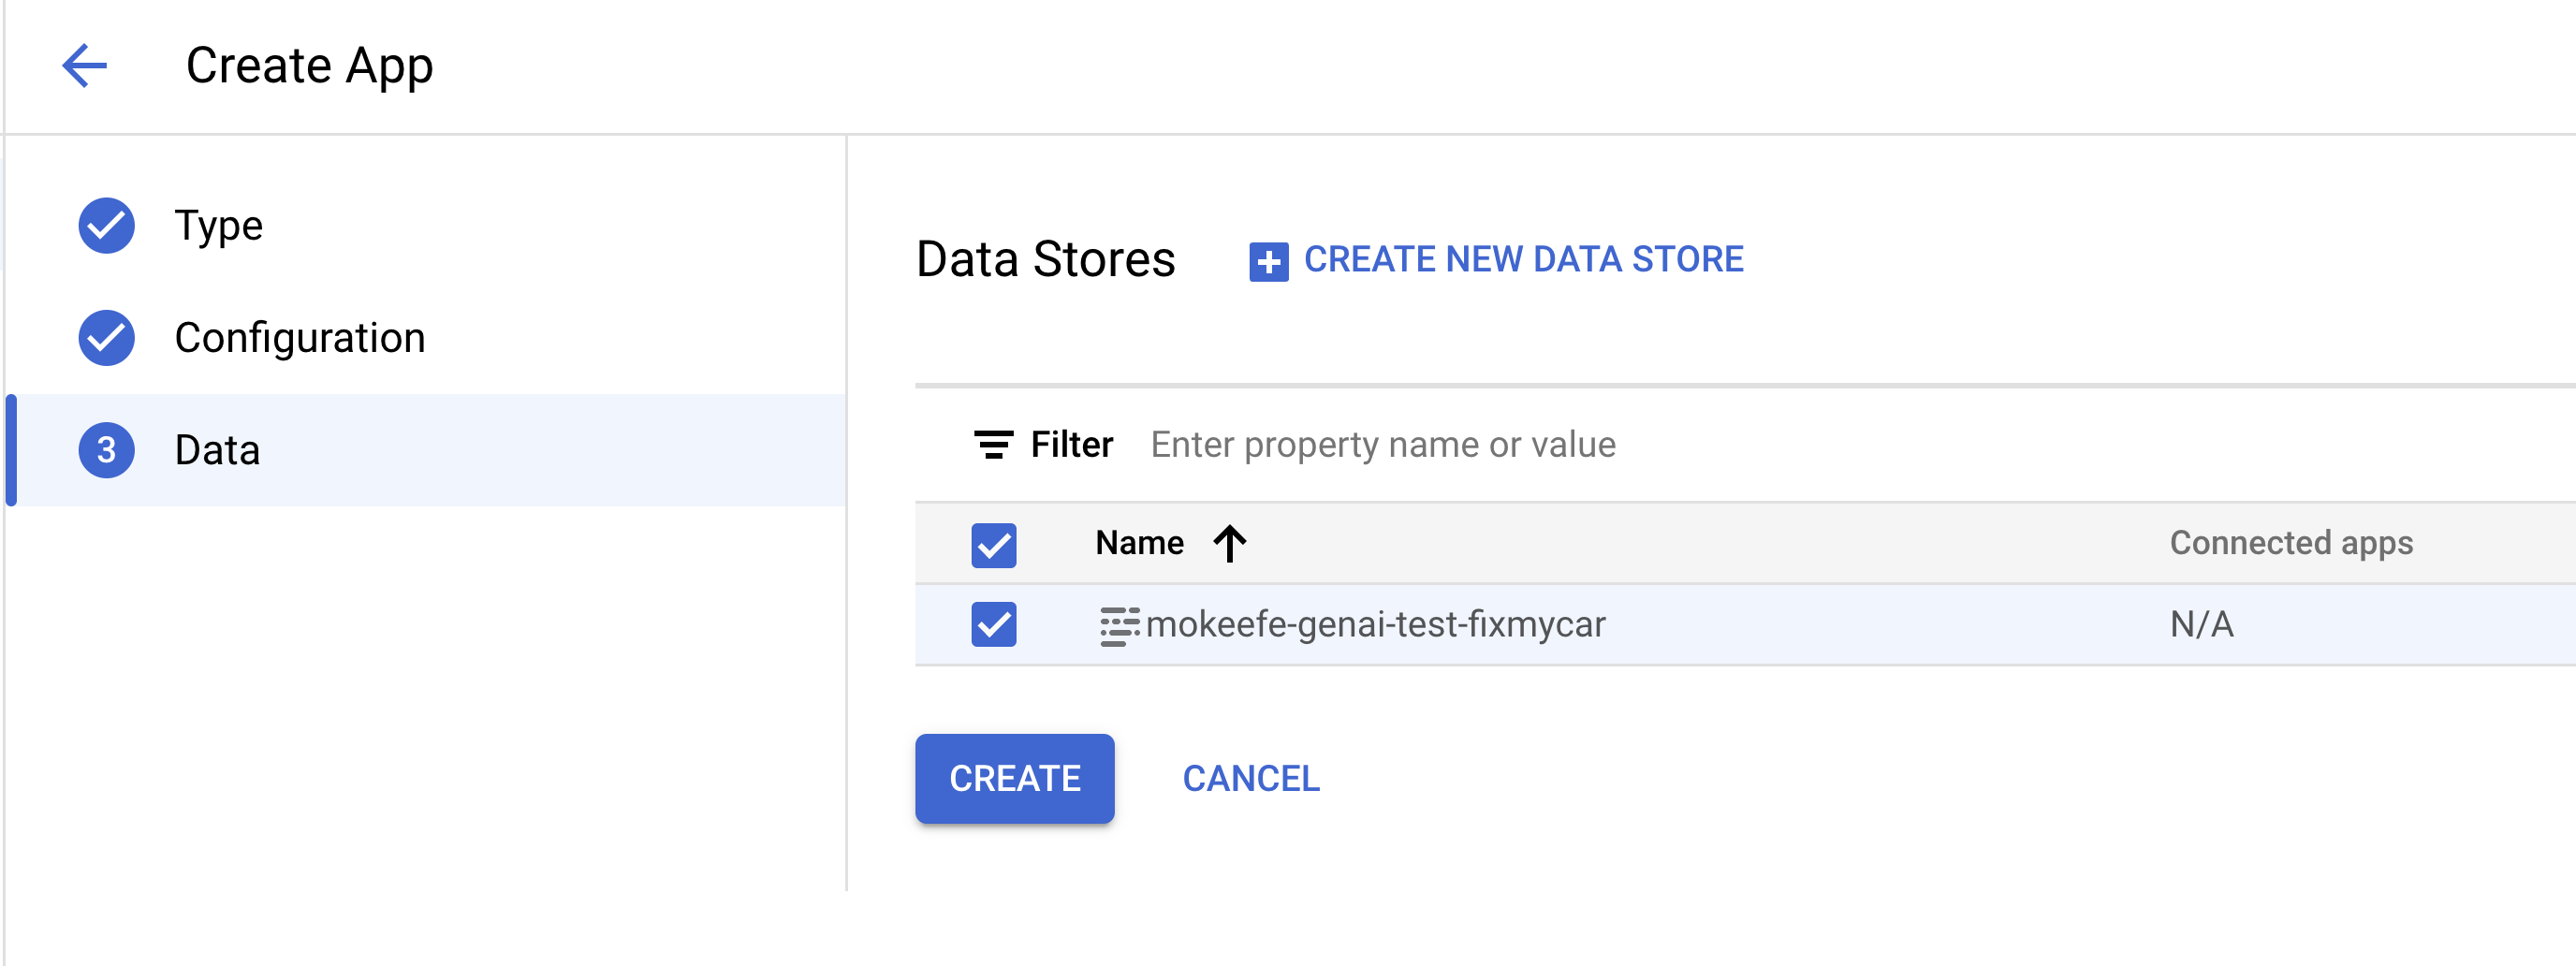 Create App
Type
Configuration
3 Data
Data Stores CREATE NEW DATA STORE
Filter Enter property name or value
Name Connected apps
mokeefe-genai-test-fixmycar N/A
CREATE CANCEL